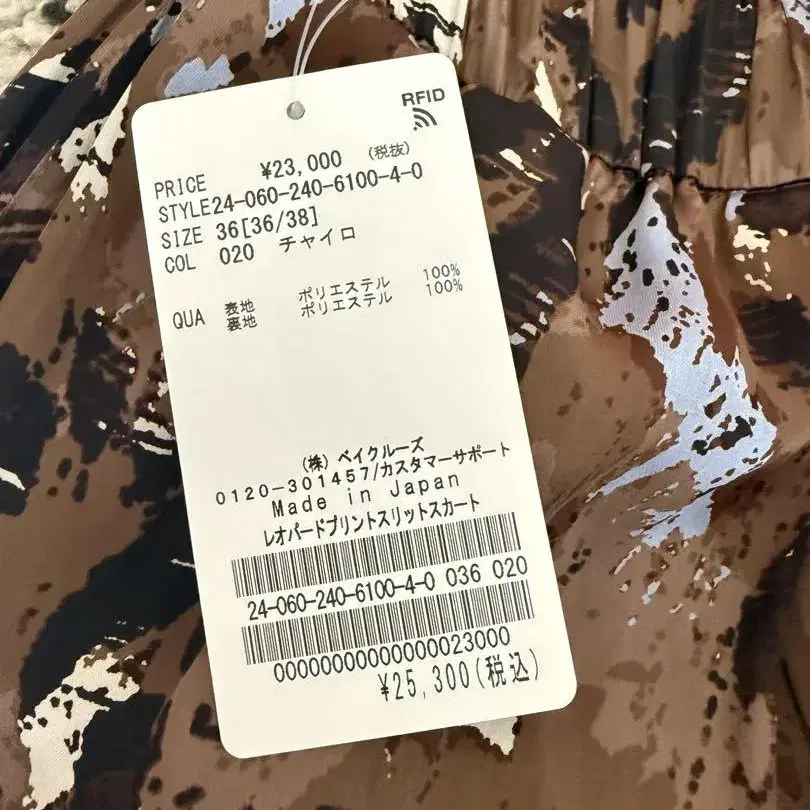 RFID
PRICE ¥23,000 (税抜)
STYLE24-060-240-6100-4-0
SIZE 36[36/38]
COL 020 チャイロ
QUA 表地 ポリエステル 100%
裏地 ポリエステル 100%
(株) ベイクルーズ
0120-301457/カスタマーサポート
Made in Japan
レオパードプリントスリットスカート
24-060-240-6100-4-0 036 020
00000000000000023000
¥25,300(税込)